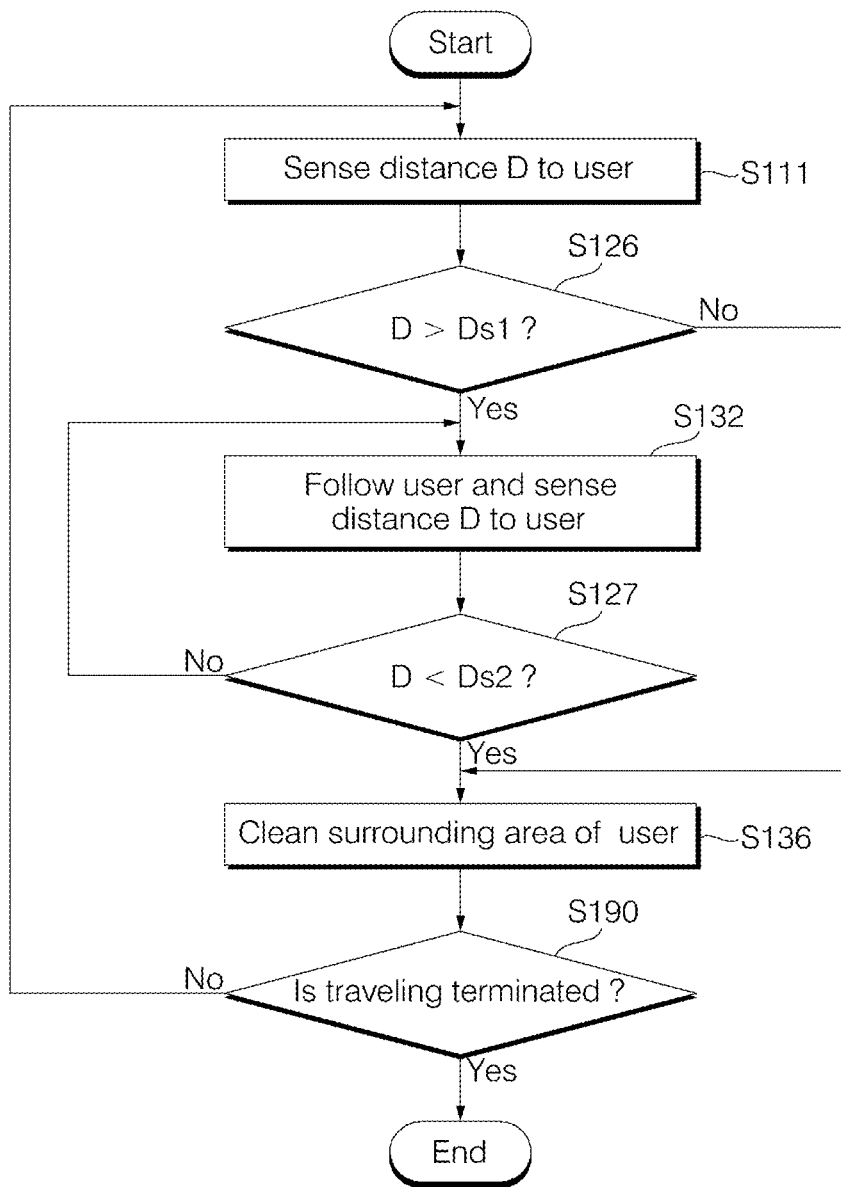 Start
Sense distance D to user
S111
S126
D > Ds1 ?
No
Yes
S132
Follow user and sense
distance D to user
S127
No
D < Ds2 ?
Yes
Clean surrounding area of user
S136
S190
No
Is traveling terminated ?
Yes
End